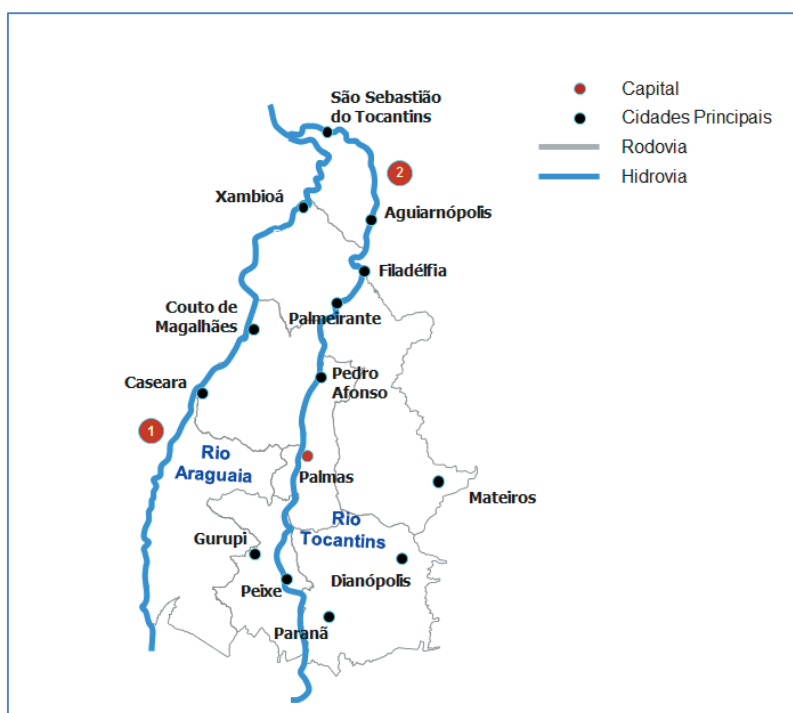 São Sebastião
do Tocantins
Capital
Cidades Principais
Rodovia
Hidrovia
2
Xambioá
Aguiarnópolis
Filadélfia
Couto de
Magalhães
Palmeirante
Caseara
Pedro
Afonso
1
Rio
Araguaia
Palmas
Mateiros
Rio
Tocantins
Gurupi
Peixe
Dianópolis
Paranã